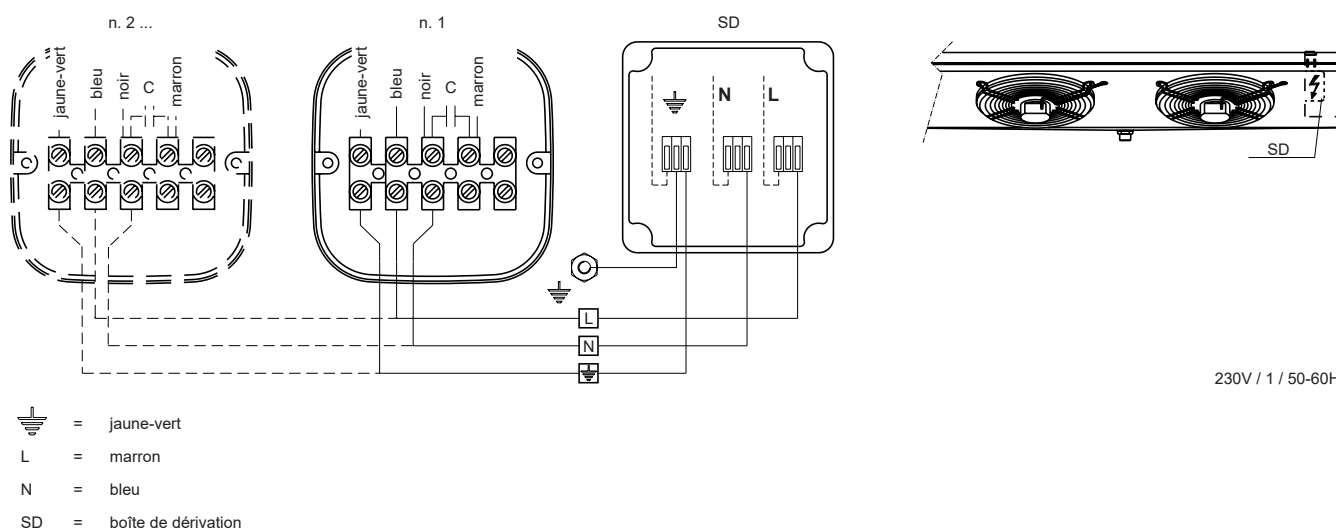 n. 2 ...
jaune-vert
bleu
noir
C
marron
n. 1
jaune-vert
bleu
noir
C
marron
SD
N
L
SD
L
N
230V / 1 / 50-60H
= jaune-vert
L = marron
N = bleu
SD = boîte de dérivation